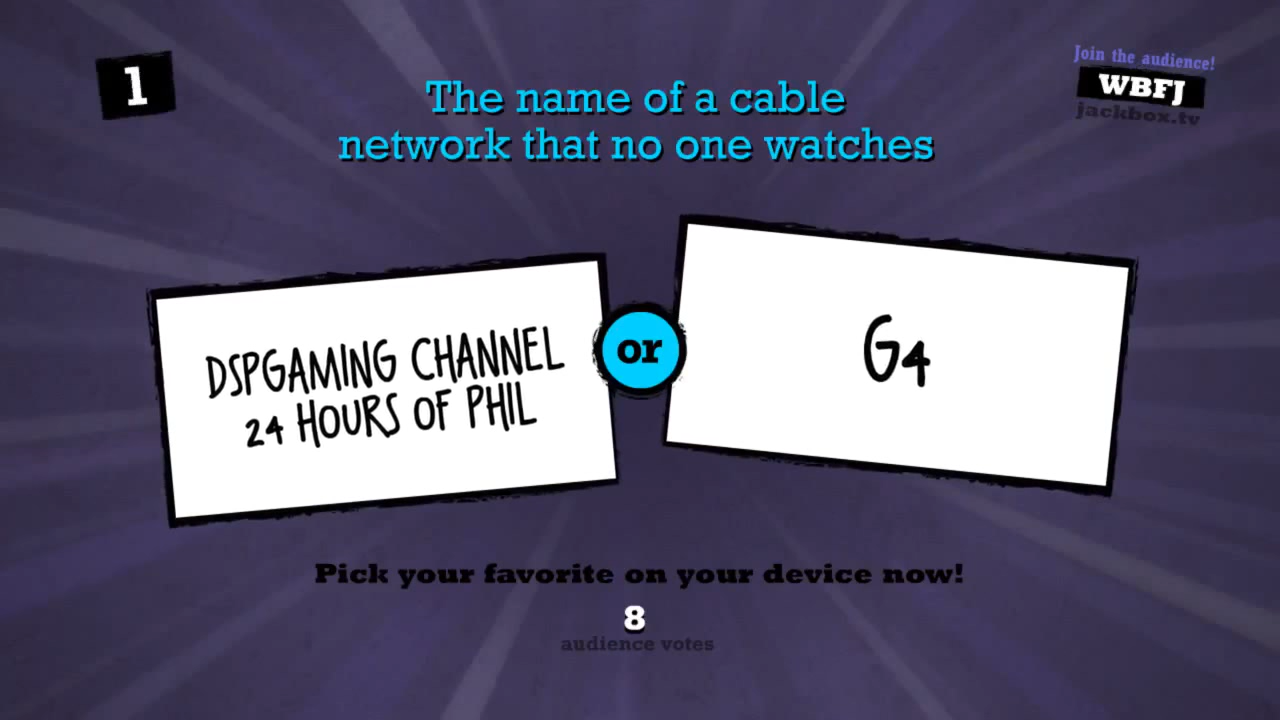 1
Join the audience!
WBFJ
jackbox.tv
The name of a cable
network that no one watches
DSPGAMING CHANNEL
24 HOURS OF PHIL
or
G4
Pick your favorite on your device now!
8
audience votes